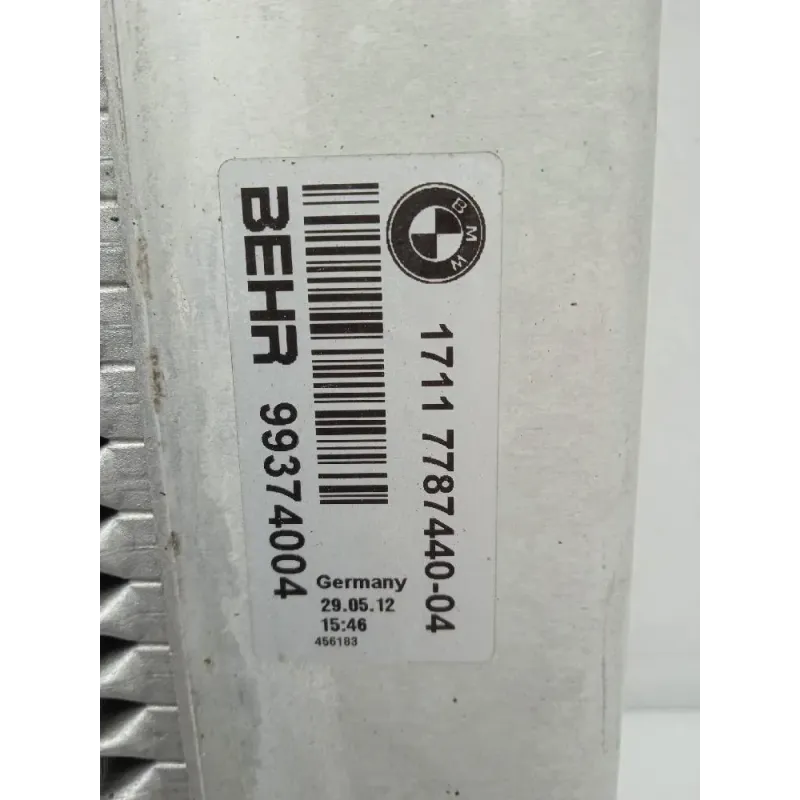 BMW
1711 7787440-04
BEHR 99374004
Germany
29.05.12
15:46
456183